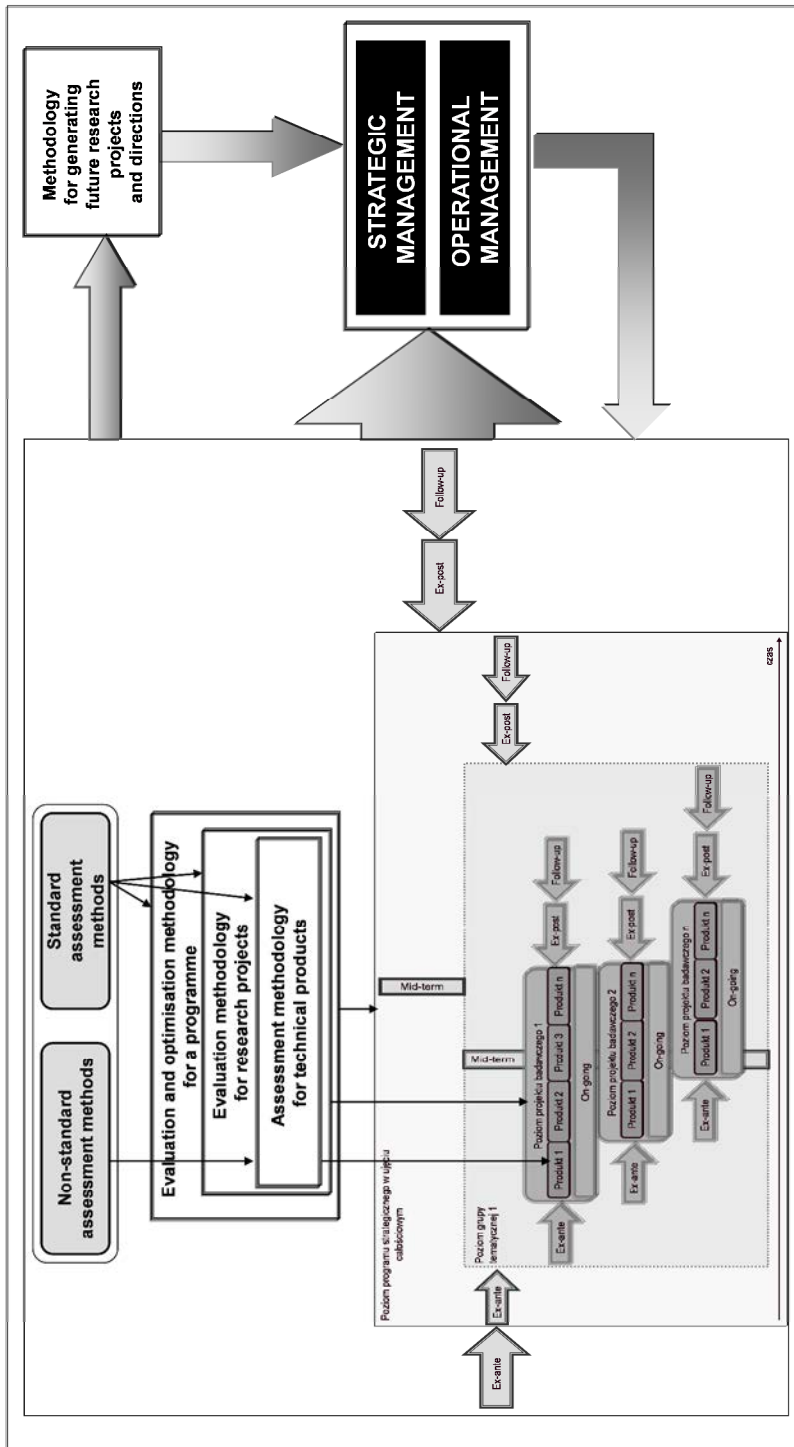 Standard
assessment
methods
Non-standard
assessment methods
Evaluation and optimisation methodology
for a programme
Evaluation methodology
for research projects
Assessment methodology
for technical products
Methodology
for generating
future research
projects
and directions
STRATEGIC
MANAGEMENT
OPERATIONAL
MANAGEMENT
Poziom programu strategicznego w ujęciu
całościowym
Mid-term
Ex-ante
Ex-ante
Poziom grupy
tematycznej 1
Mid-term
Poziom projektu badawczego 1
Ex-ante
Produkt 1
Produkt 2
Produkt 3
Produkt n
On-going
Ex-post
Follow-up
Poziom projektu badawczego 2
Ex-ante
Produkt 1
Produkt 2
Produkt n
On-going
Ex-post
Follow-up
Poziom projektu badawczego n
Ex-ante
Produkt 1
Produkt 2
Produkt n
On-going
Ex-post
Follow-up
Ex-post
Follow-up
Ex-post
Follow-up
czas